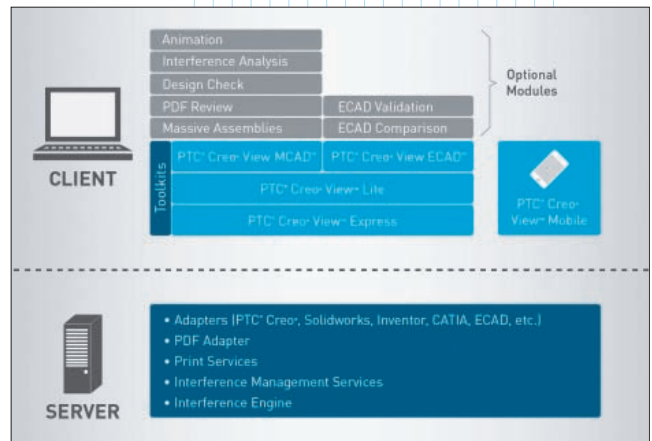 Animation
Interference Analysis
Design Check
PDF Review
ECAD Validation
Massive Assemblies
ECAD Comparison
Optional
Modules
CLIENT
Toolkits
PTC® Creo® View MCAD™
PTC® Creo® View ECAD™
PTC® Creo® View™ Lite
PTC® Creo® View™ Express
PTC® Creo®
View™ Mobile
SERVER
• Adapters (PTC® Creo®, Solidworks, Inventor, CATIA, ECAD, etc.)
• PDF Adapter
• Print Services
• Interference Management Services
• Interference Engine